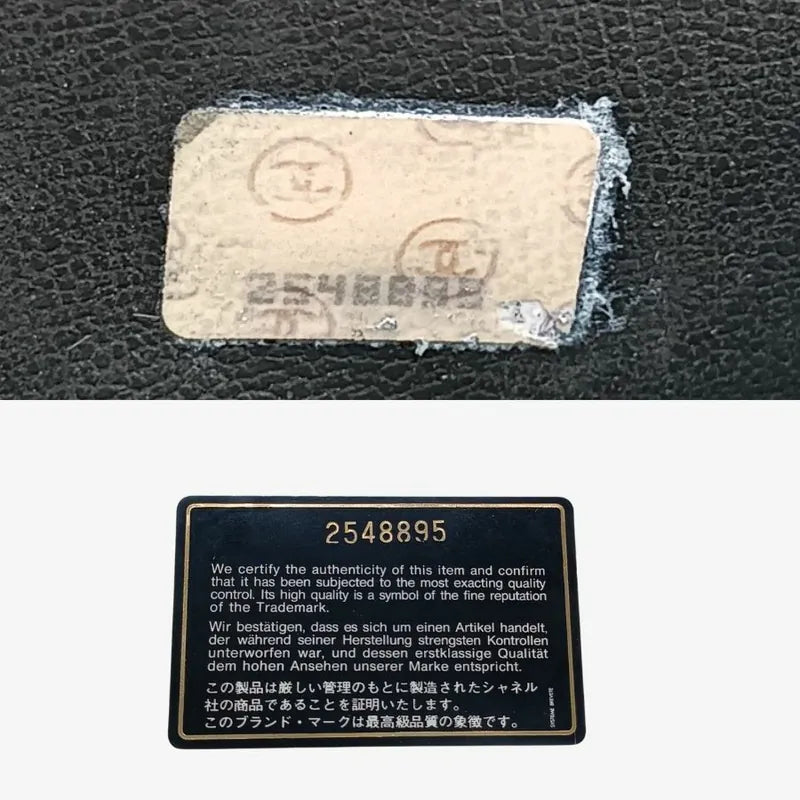 2548895
We certify the authenticity of this item and confirm
that it has been subjected to the most exacting quality
control. Its high quality is a symbol of the fine reputation
of the Trademark.
Wir bestätigen, dass es sich um einen Artikel handelt,
der während seiner Herstellung strengsten Kontrollen
unterworfen war, und dessen erstklassige Qualität
dem hohen Ansehen unserer Marke entspricht.
この製品は厳しい管理のもとに製造されたシャネル
社の商品であることを証明いたします。
このブランド・マークは最高級品質の象徴です。
SYSTEME BREVETE